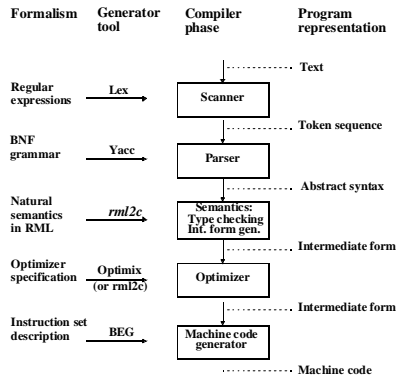 Formalism Generator tool Compiler phase Program representation
Text
Regular expressions Lex Scanner
Token sequence
BNF grammar Yacc Parser
Abstract syntax
Natural semantics in RML rml2c Semantics: Type checking Int. form gen.
Intermediate form
Optimizer specification Optimix (or rml2c) Optimizer
Intermediate form
Instruction set description BEG Machine code generator
Machine code